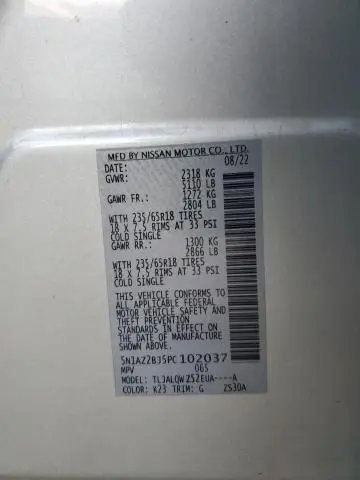 MFD BY NISSAN MOTOR CO., LTD.
DATE: 08/22
GVWR: 2318 KG
5110 LB
GAWR FR.: 1272 KG
2804 LB
WITH 235/65R18 TIRES
18 X 7.5 RIMS AT 33 PSI
COLD SINGLE
GAWR RR.: 1300 KG
2866 LB
WITH 235/65R18 TIRES
18 X 7.5 RIMS AT 33 PSI
COLD SINGLE
THIS VEHICLE CONFORMS TO
ALL APPLICABLE FEDERAL
MOTOR VEHICLE SAFETY AND
THEFT PREVENTION
STANDARDS IN EFFECT ON
THE DATE OF MANUFACTURE
SHOWN ABOVE.
5N1AZ2BJ5PC102037
MPV 065
MODEL: TLJALQWZ52EUA----A
COLOR: K23 TRIM: G 2S30A